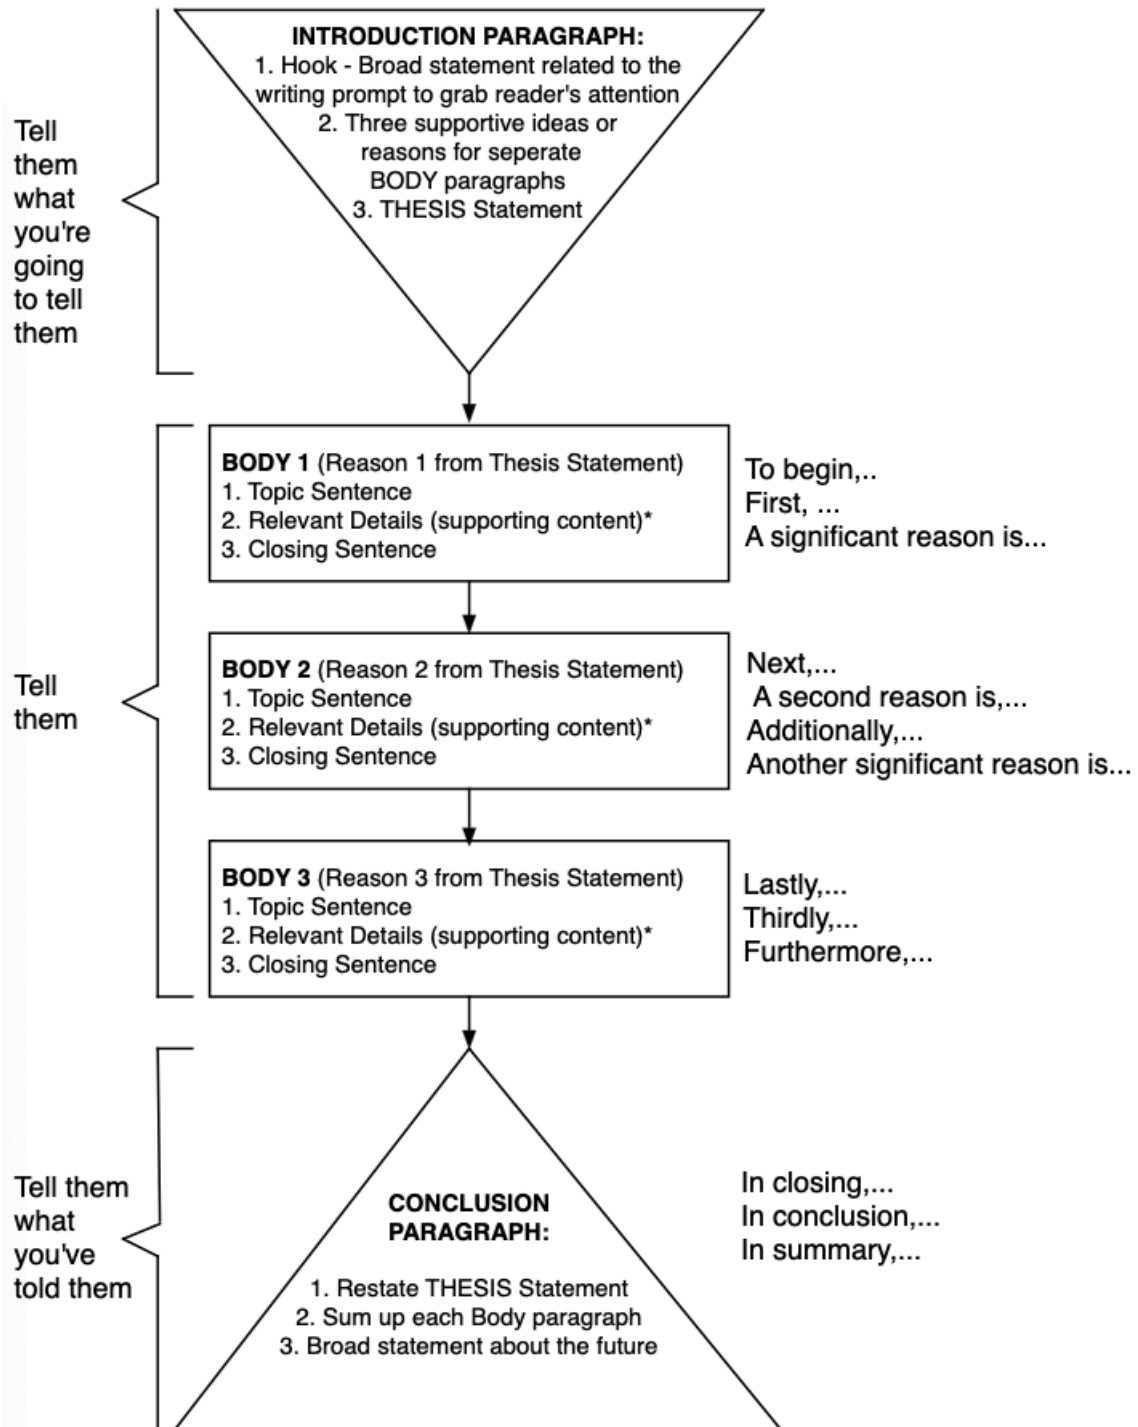 INTRODUCTION PARAGRAPH:
1. Hook - Broad statement related to the
writing prompt to grab reader's attention
2. Three supportive ideas or
reasons for seperate
BODY paragraphs
3. THESIS Statement
Tell
them
what
you're
going
to tell
them
BODY 1 (Reason 1 from Thesis Statement)
1. Topic Sentence
2. Relevant Details (supporting content)*
3. Closing Sentence
To begin,..
First, ...
A significant reason is...
Tell
them
BODY 2 (Reason 2 from Thesis Statement)
1. Topic Sentence
2. Relevant Details (supporting content)*
3. Closing Sentence
Next,...
A second reason is,...
Additionally,...
Another significant reason is...
BODY 3 (Reason 3 from Thesis Statement)
1. Topic Sentence
2. Relevant Details (supporting content)*
3. Closing Sentence
Lastly,...
Thirdly,...
Furthermore,...
Tell them
what
you've
told them
CONCLUSION
PARAGRAPH:
1. Restate THESIS Statement
2. Sum up each Body paragraph
3. Broad statement about the future
In closing,...
In conclusion,...
In summary,...